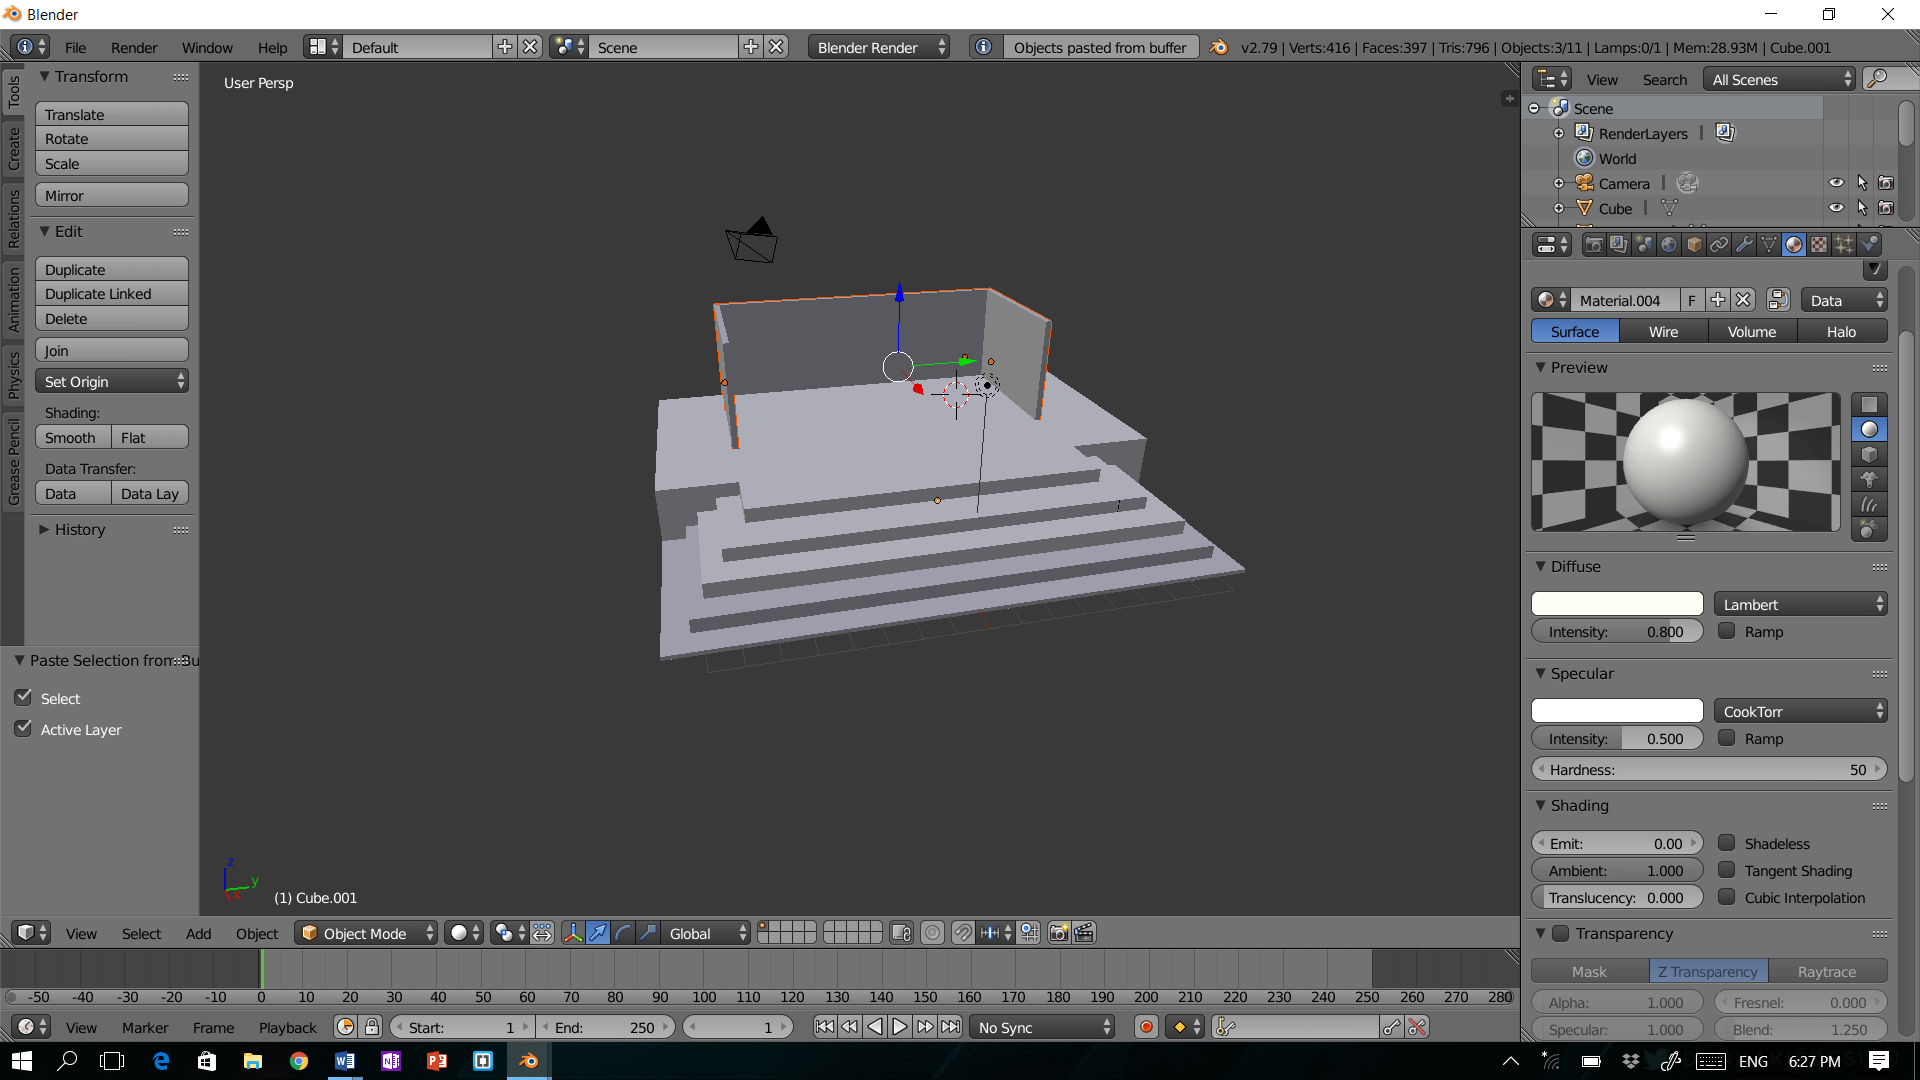 Blender
File Render Window Help Default Scene Blender Render Objects pasted from buffer v2.79 | Verts:416 | Faces:397 | Tris:796 | Objects:3/11 | Lamps:0/1 | Mem:28.93M | Cube.001
Tools
Create
Relations
Animation
Physics
Grease Pencil
Transform
Translate
Rotate
Scale
Mirror
Edit
Duplicate
Duplicate Linked
Delete
Join
Set Origin
Shading:
Smooth Flat
Data Transfer:
Data Data Lay
History
Paste Selection from Bu
Select
Active Layer
User Persp
z
y
x
(1) Cube.001
View Search All Scenes
Scene
RenderLayers |
World
Camera |
Cube |
Material.004 F Data
Surface Wire Volume Halo
Preview
Diffuse
Lambert
Intensity: 0.800 Ramp
Specular
CookTorr
Intensity: 0.500 Ramp
Hardness: 50
Shading
Emit: 0.00 Shadeless
Ambient: 1.000 Tangent Shading
Translucency: 0.000 Cubic Interpolation
Transparency
Mask Z Transparency Raytrace
Alpha: 1.000 Fresnel: 0.000
Specular: 1.000 Blend: 1.250
View Select Add Object Object Mode Global
-50 -40 -30 -20 -10 0 10 20 30 40 50 60 70 80 90 100 110 120 130 140 150 160 170 180 190 200 210 220 230 240 250 260 270 280
View Marker Frame Playback Start: 1 End: 250 1 No Sync
ENG 6:27 PM